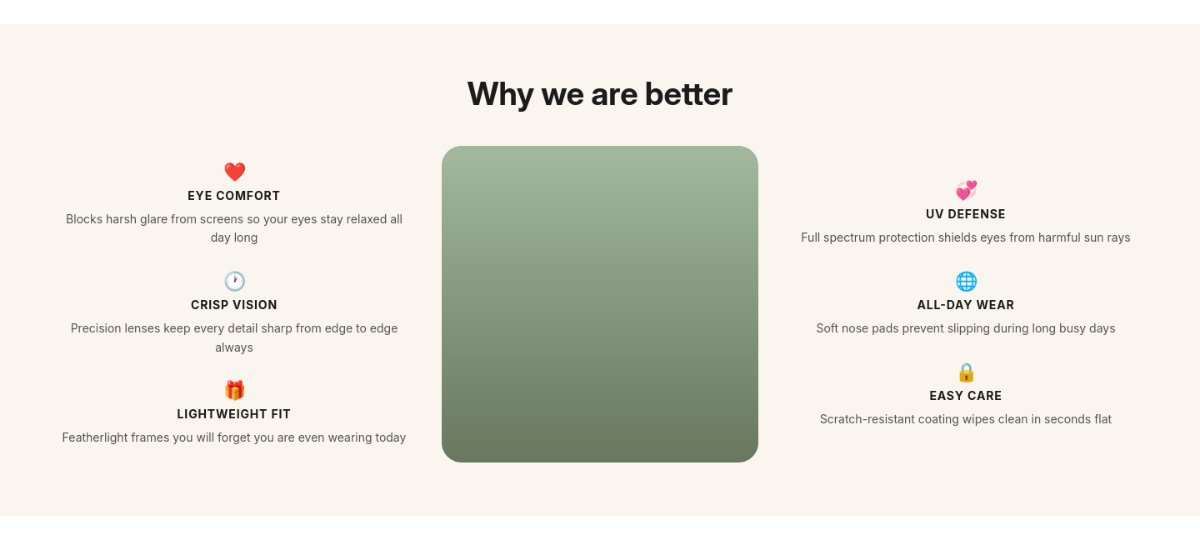 Why we are better
EYE COMFORT
Blocks harsh glare from screens so your eyes stay relaxed all
day long
CRISP VISION
Precision lenses keep every detail sharp from edge to edge
always
LIGHTWEIGHT FIT
Featherlight frames you will forget you are even wearing today
UV DEFENSE
Full spectrum protection shields eyes from harmful sun rays
ALL-DAY WEAR
Soft nose pads prevent slipping during long busy days
EASY CARE
Scratch-resistant coating wipes clean in seconds flat